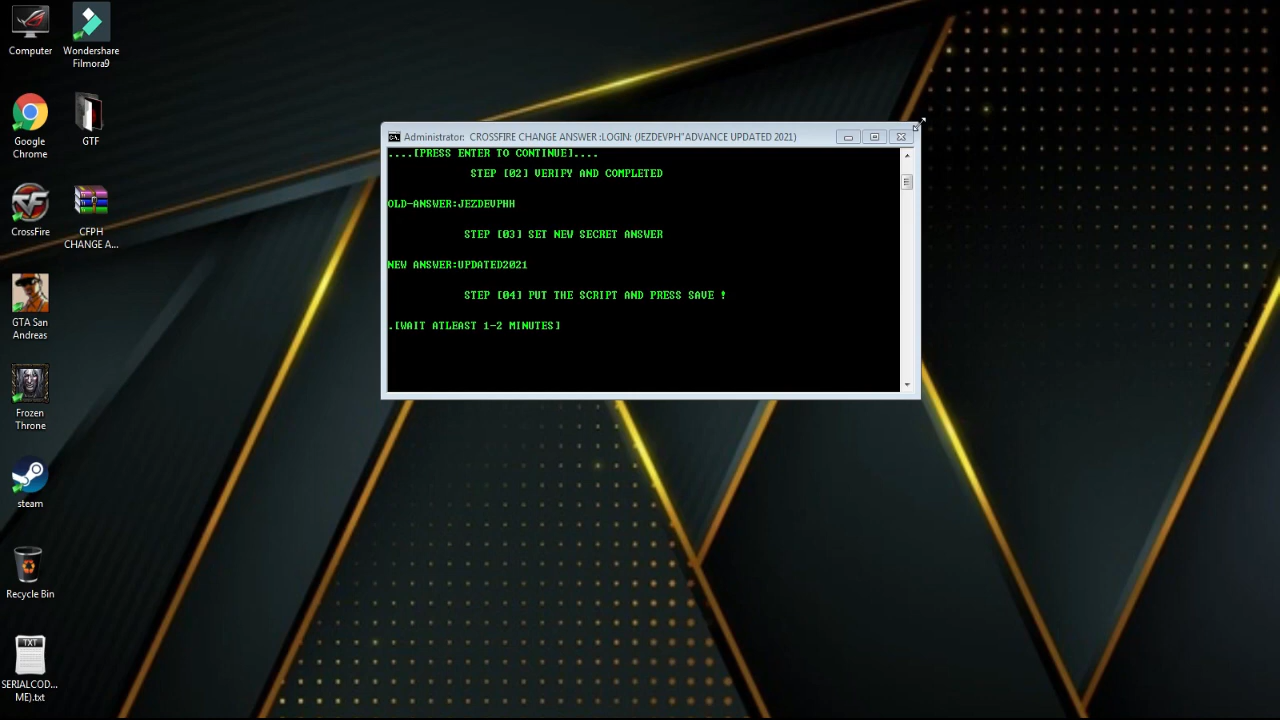 Computer
Wondershare
Filmora9
Google
Chrome
GTF
CrossFire
CFPH
CHANGE A...
GTA San
Andreas
Frozen
Throne
steam
Recycle Bin
TXT
SERIALCOD...
ME).txt
Administrator:  CROSSFIRE CHANGE ANSWER :LOGIN: (JEZDEVPH"ADVANCE UPDATED 2021)
....[PRESS ENTER TO CONTINUE]....
STEP [02] VERIFY AND COMPLETED
OLD-ANSWER:JEZDEVPHH
STEP [03] SET NEW SECRET ANSWER
NEW ANSWER:UPDATED2021
STEP [04] PUT THE SCRIPT AND PRESS SAVE !
.[WAIT ATLEAST 1-2 MINUTES]